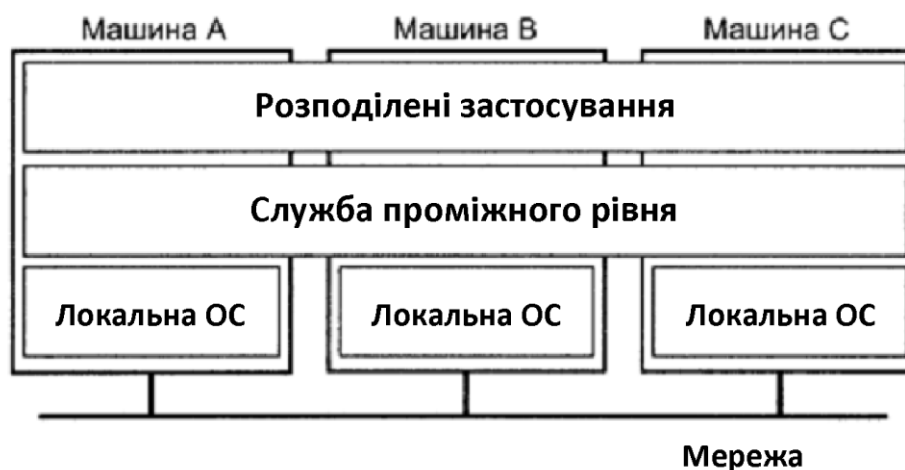 Машина А
Машина В
Машина С
Розподілені застосування
Служба проміжного рівня
Локальна ОС
Локальна ОС
Локальна ОС
Мережа